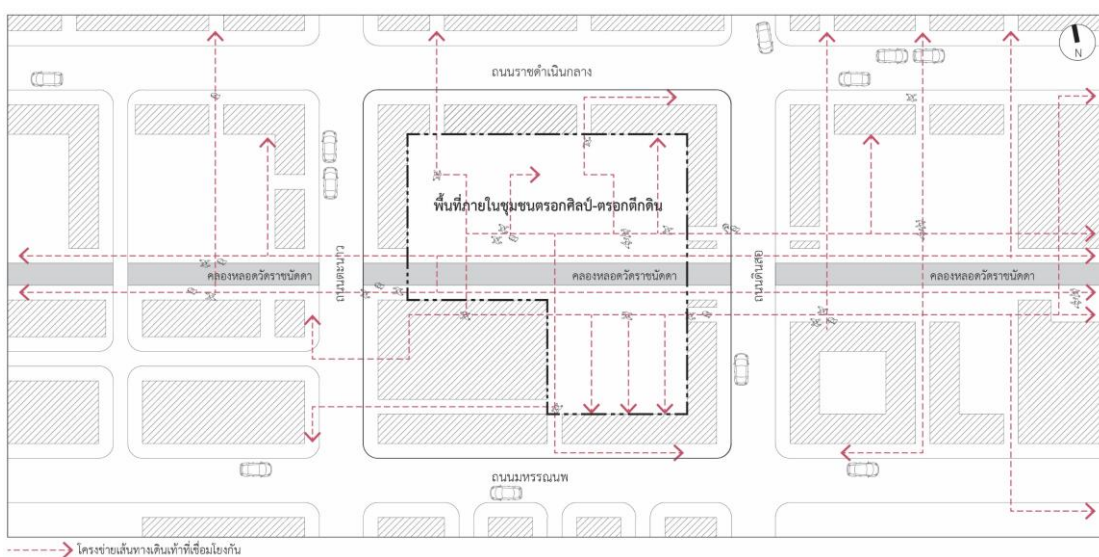 N
ถนนราชดำเนินกลาง
พื้นที่ภายในชุมชนตรอกศิลป์-ตรอกตึกดิน
ถนนตะนาว
ถนนดินสอ
คลองหลอดวัดราชนัดดา
คลองหลอดวัดราชนัดดา
คลองหลอดวัดราชนัดดา
ถนนมหรรณนพ
โครงข่ายเส้นทางเดินเท้าที่เชื่อมโยงกัน